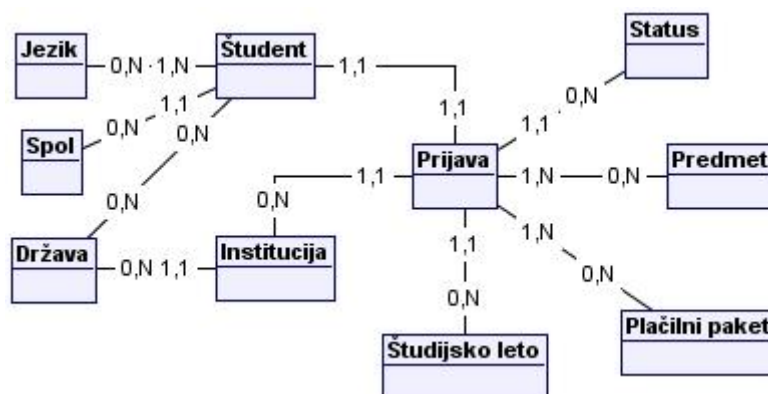 Status
Jezik
0,N
1,N
Študent
1,1
0,N
1,1
0,N
1,1
0,N
1,1
1,1
Spol
Prijava
1,N
0,N
Predmet
1,1
0,N
0,N
1,N
1,1
Država
0,N
1,1
Institucija
0,N
0,N
Plačilni paket
Študijsko leto